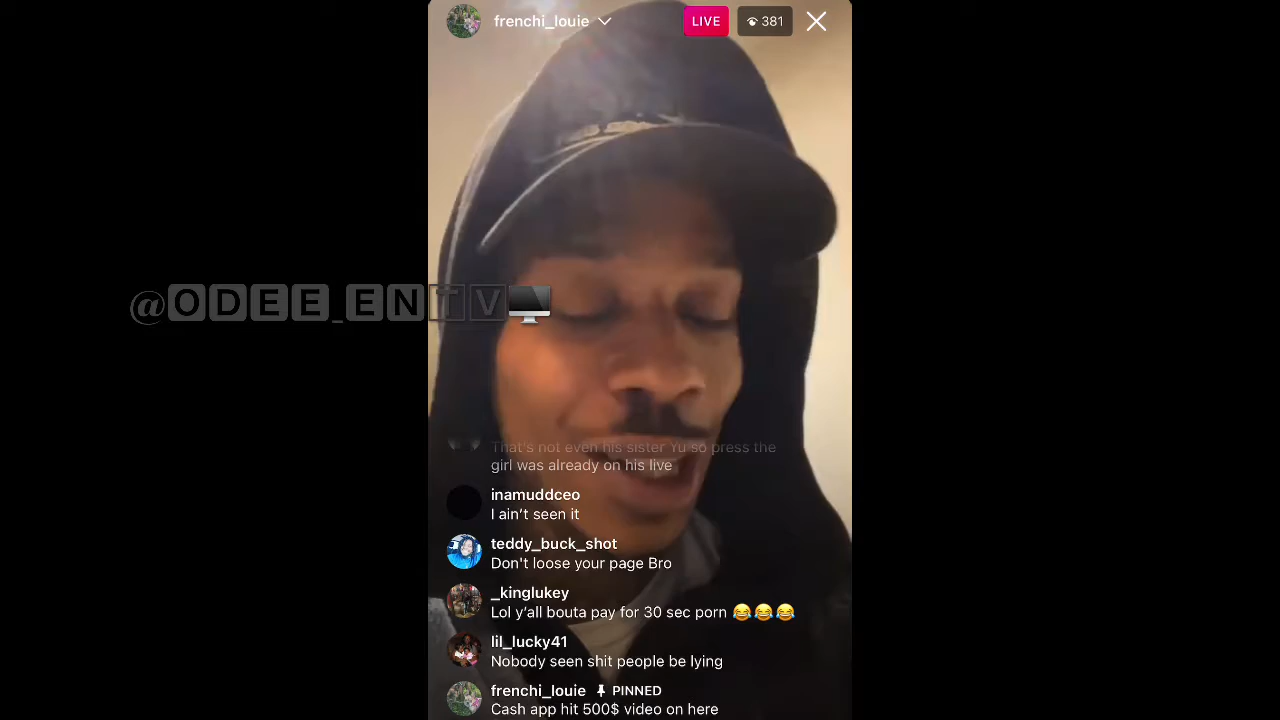 frenchi_louie
LIVE
381
@ODEE_ENTV
That's not even his sister Yu so press the
girl was already on his live
inamuddceo
I ain't seen it
teddy_buck_shot
Don't loose your page Bro
_kinglukey
Lol y'all bouta pay for 30 sec porn 😂😂😂
lil_lucky41
Nobody seen shit people be lying
frenchi_louie PINNED
Cash app hit 500$ video on here